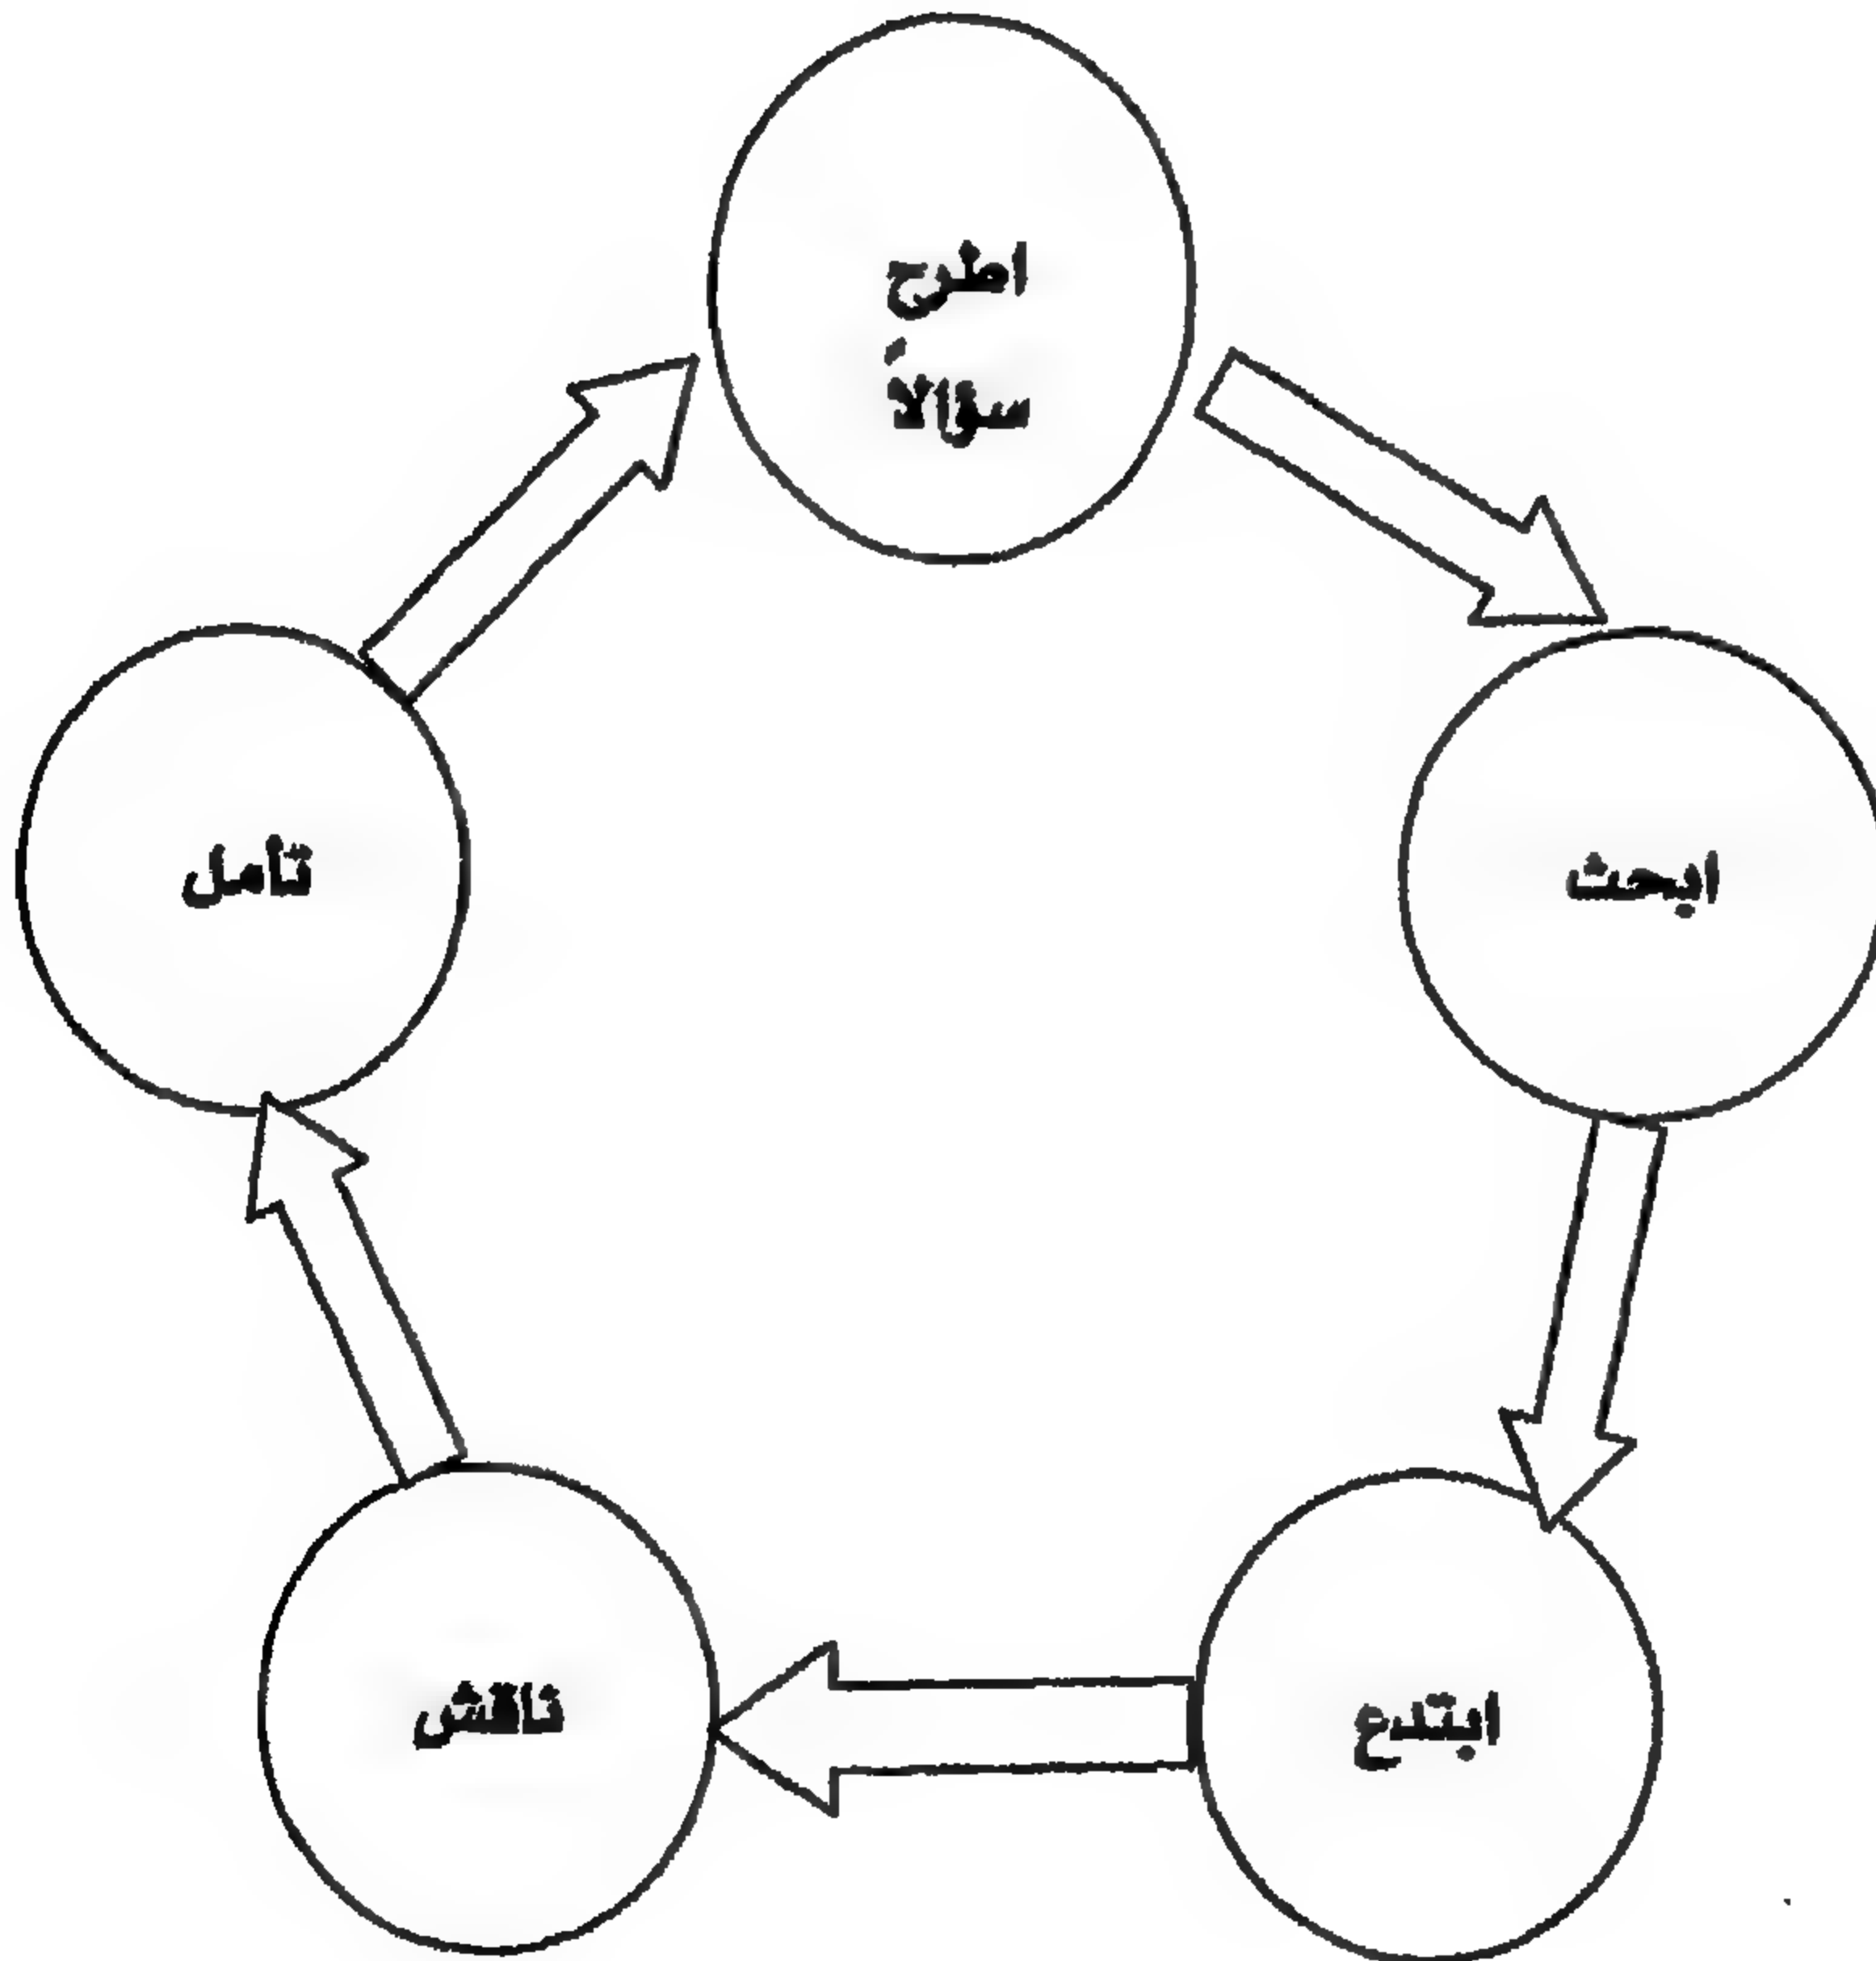 اطرح
سؤالاً
ابحث
ابتدع
ناقش
تأمل